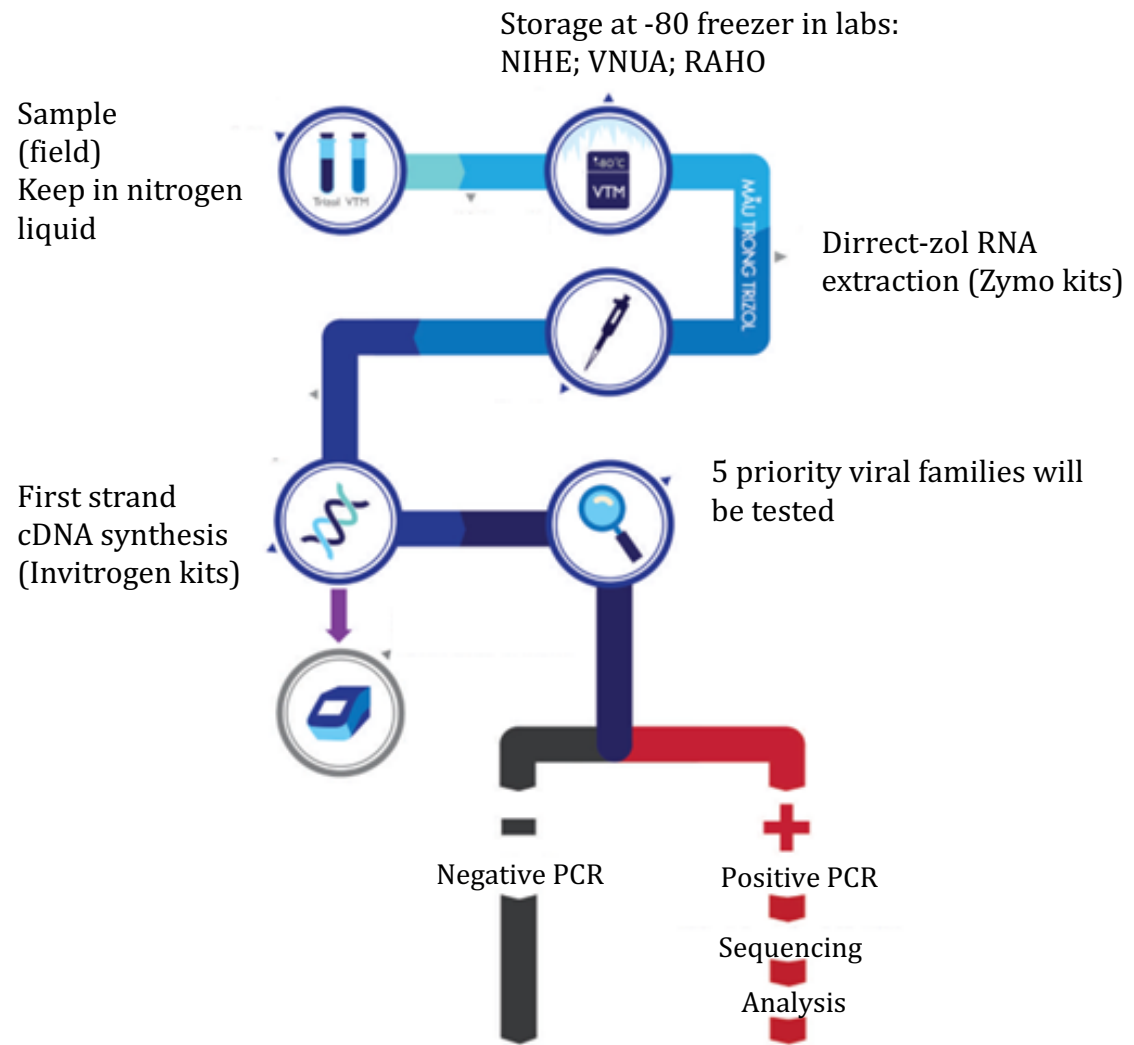 Storage at -80 freezer in labs:
NIHE; VNUA; RAHO
Sample
(field)
Keep in nitrogen
liquid
Trizol VTM
-80°C
VTM
MẪU TRONG TRIZOL
Dirrect-zol RNA
extraction (Zymo kits)
First strand
cDNA synthesis
(Invitrogen kits)
5 priority viral families will
be tested
Negative PCR
Positive PCR
Sequencing
Analysis